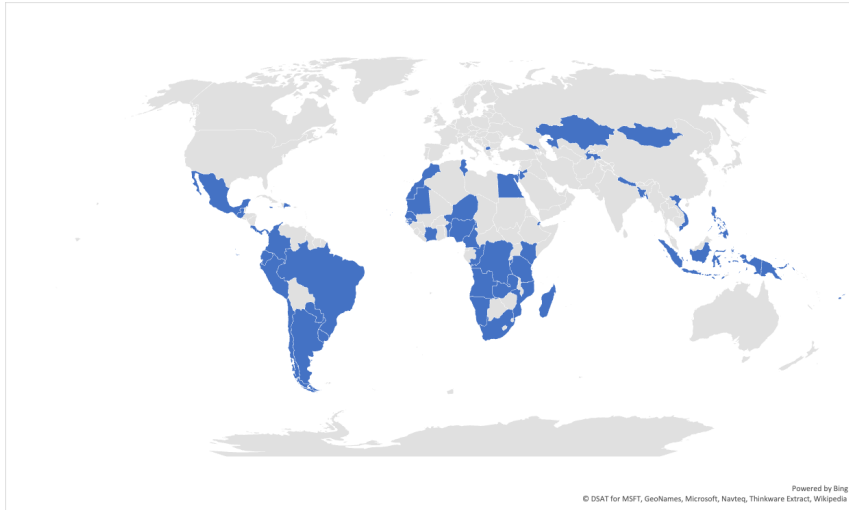 Powered by Bing
© DSAT for MSFT, GeoNames, Microsoft, Navteq, Thinkware Extract, Wikipedia